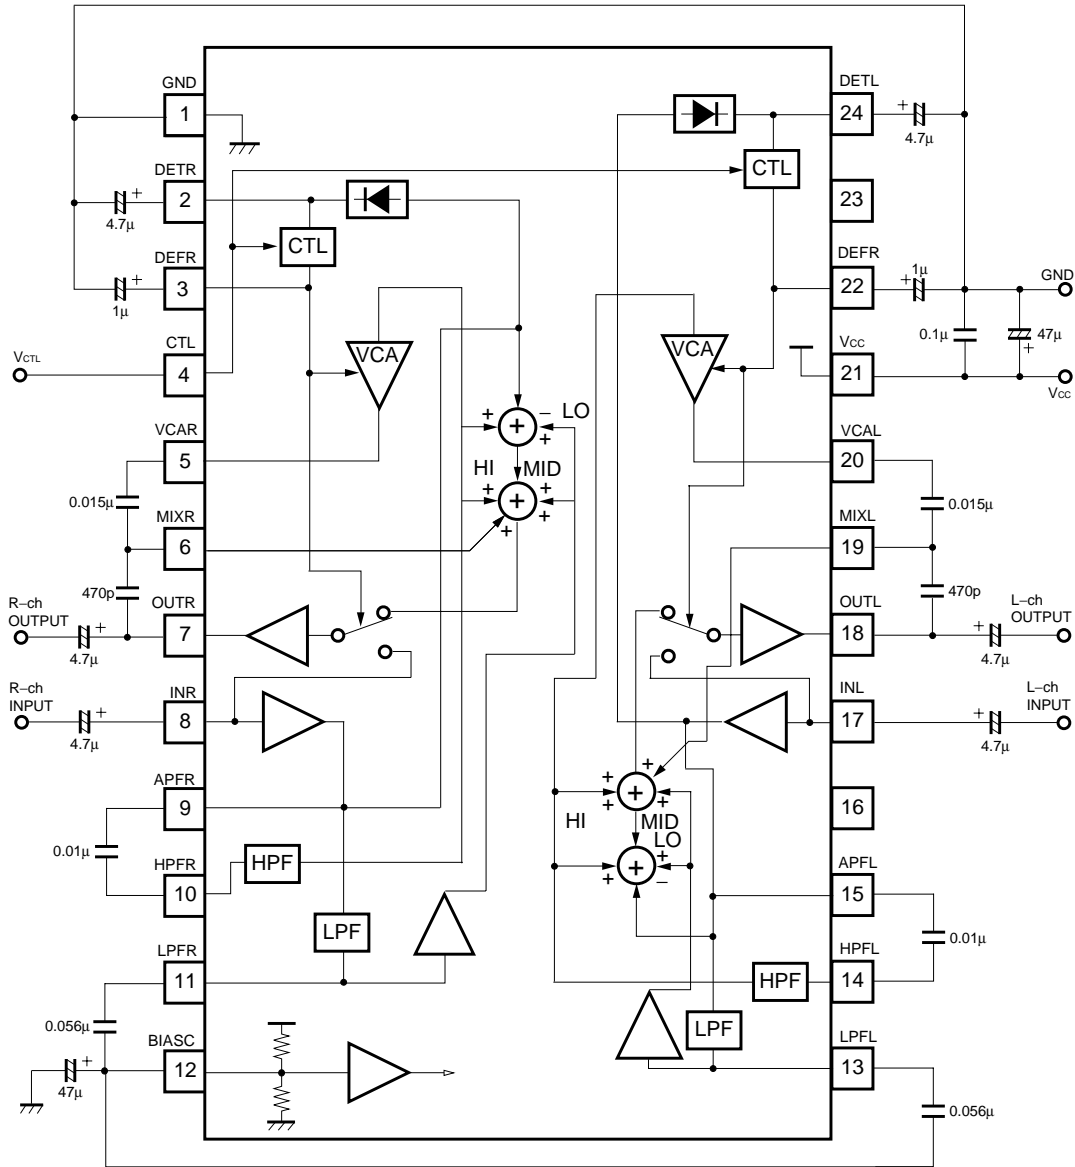 GND
1
DETR
2
+
4.7μ
DEFR
3
+
1μ
CTL
4
VCTL
VCAR
5
0.015μ
MIXR
6
470p
R–ch
OUTPUT
OUTR
7
+
4.7μ
R–ch
INPUT
INR
8
+
4.7μ
APFR
9
0.01μ
HPFR
10
LPFR
11
0.056μ
BIASC
12
+
47μ
CTL
VCA
+
–
LO
+
+
HI
MID
+
+
+
+
+
HPF
LPF
CTL
VCA
+
+
+
+
+
HI
MID
LO
+
+
+
–
HPF
LPF
DETL
24
+
4.7μ
23
DEFR
22
+
1μ
GND
0.1μ
47μ
+
VCC
21
VCC
VCAL
20
0.015μ
MIXL
19
470p
OUTL
18
L–ch
OUTPUT
+
4.7μ
INL
17
L–ch
INPUT
+
4.7μ
16
APFL
15
0.01μ
HPFL
14
LPFL
13
0.056μ